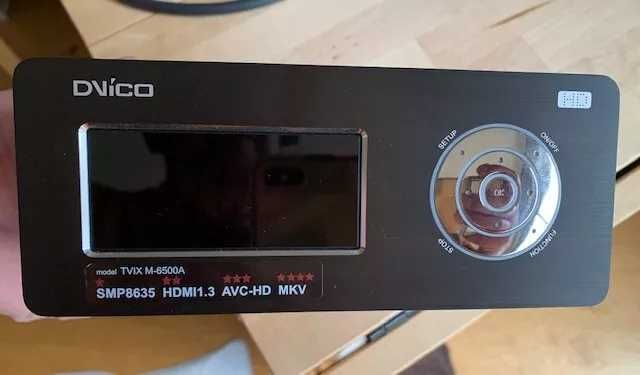 DViCO
HD
SETUP
ON/OFF
OK
STOP
FUNCTION
model TViX M-6500A
SMP8635 HDMI1.3 AVC-HD MKV